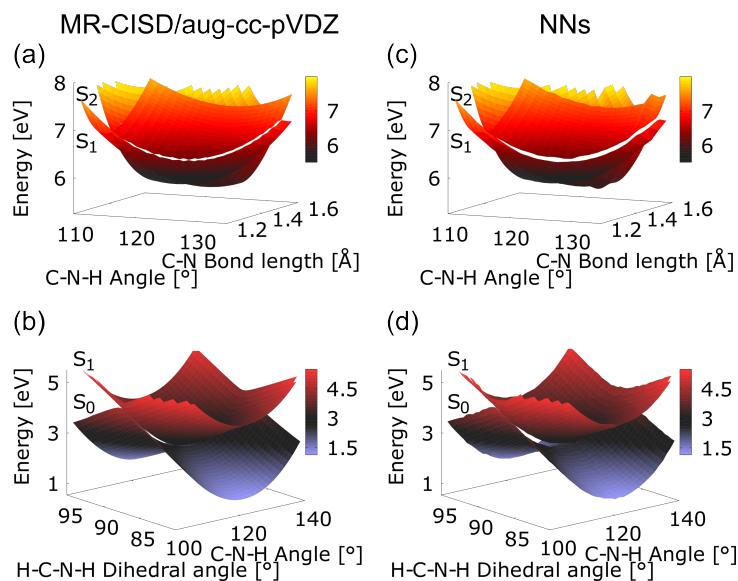 MR-CISD/aug-cc-pVDZ
NNs
(a)
8
7
6
Energy [eV]
S2
S1
7
6
110
120
130
1.2
1.4
1.6
C-N-H Angle [°]
C-N Bond length [Å]
(c)
8
7
6
Energy [eV]
S2
S1
7
6
110
120
130
1.2
1.4
1.6
C-N-H Angle [°]
C-N Bond length [Å]
(b)
5
3
1
Energy [eV]
S1
S0
4.5
3
1.5
95
90
85
100
120
140
H-C-N-H Dihedral angle [°]
C-N-H Angle [°]
(d)
5
3
1
Energy [eV]
S1
S0
4.5
3
1.5
95
90
85
100
120
140
H-C-N-H Dihedral angle [°]
C-N-H Angle [°]